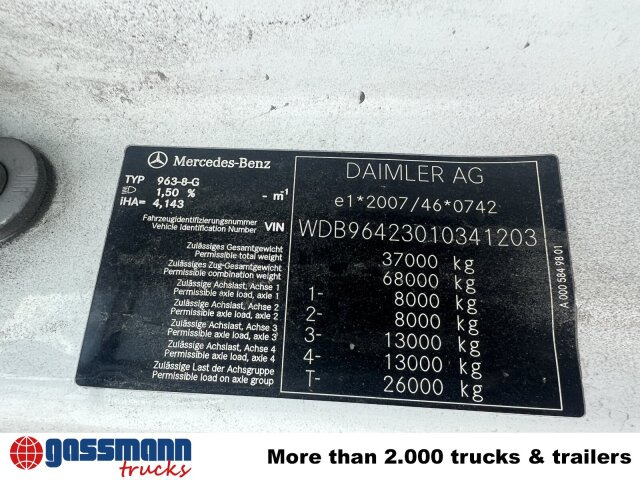 Mercedes-Benz
TYP 963-8-G
1,50 % - m⁻¹
iHA= 4,143
Fahrzeugidentifizierungsnummer
Vehicle Identification Number VIN
Zulässiges Gesamtgewicht
Permissible total weight
Zulässiges Zug-Gesamtgewicht
Permissible combination weight
Zulässige Achslast, Achse 1
Permissible axle load, axle 1
Zulässige Achslast, Achse 2
Permissible axle load, axle 2
Zulässige Achslast, Achse 3
Permissible axle load, axle 3
Zulässige Achslast, Achse 4
Permissible axle load, axle 4
Zulässige Last der Achsgruppe
Permissible load on axle group
DAIMLER AG
e1*2007/46*0742
WDB96423010341203
37000 kg
68000 kg
1- 8000 kg
2- 8000 kg
3- 13000 kg
4- 13000 kg
T- 26000 kg
A 000 584 98 01
gassmann
trucks
More than 2.000 trucks & trailers